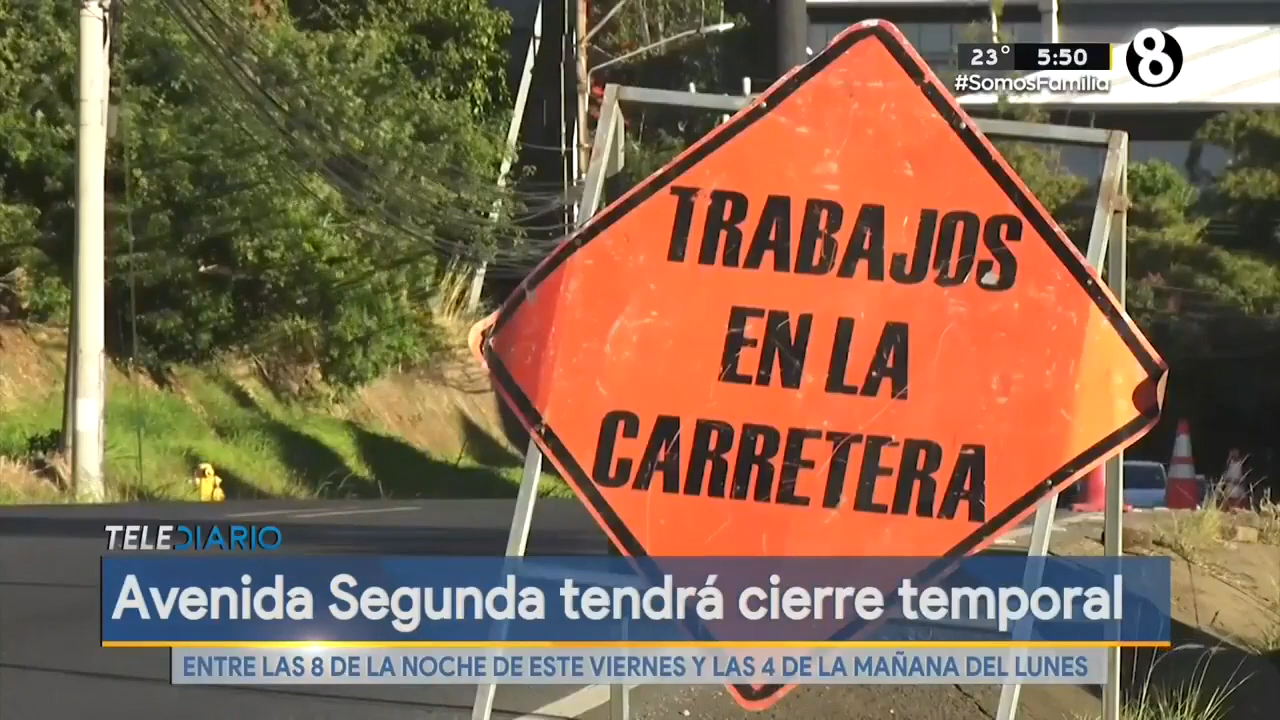 23° 5:50
8
#SomosFamilia
TRABAJOS
EN LA
CARRETERA
TELEDIARIO
Avenida Segunda tendrá cierre temporal
ENTRE LAS 8 DE LA NOCHE DE ESTE VIERNES Y LAS 4 DE LA MAÑANA DEL LUNES